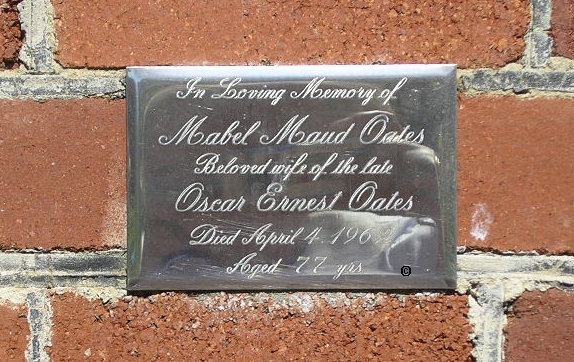 In Loving Memory of
Mabel Maud Oates
Beloved wife of the late
Oscar Ernest Oates
Died April 4. 1962
Aged 77 yrs
©